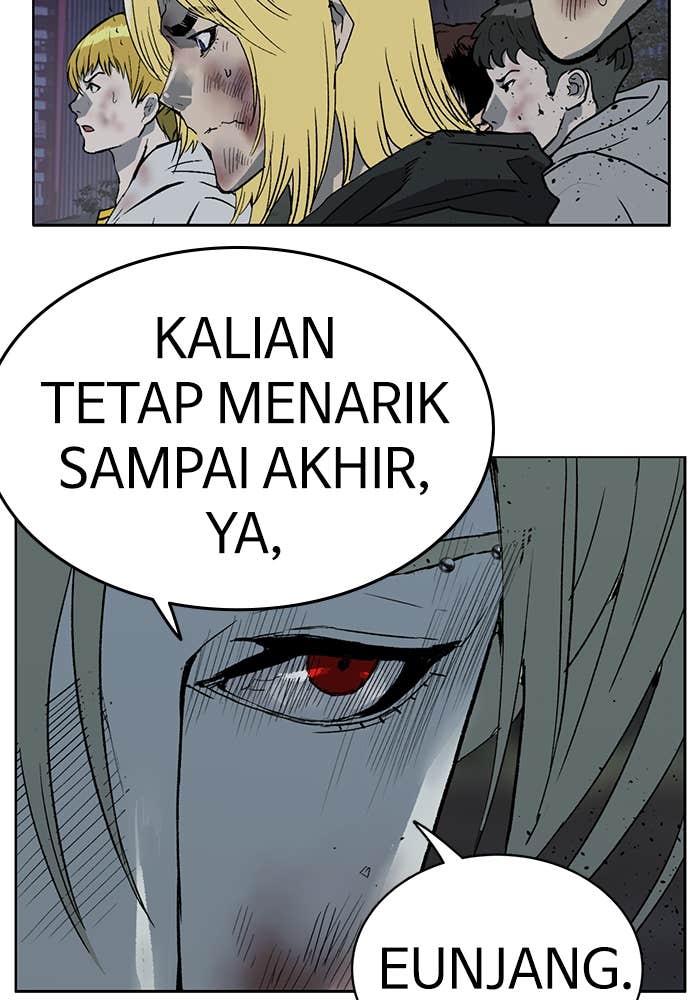 KALIAN
TETAP MENARIK
SAMPAI AKHIR,
YA,
EUNJANG.